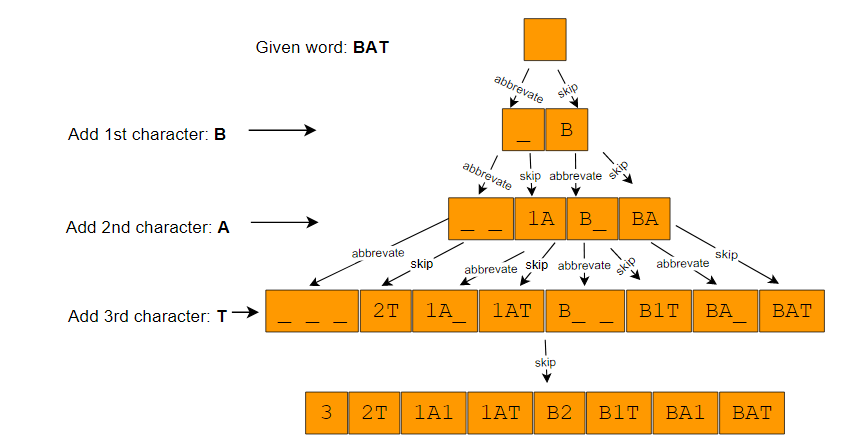 Given word: BAT
abbrevate skip
Add 1st character: B
_ B
abbrevate skip abbrevate skip
Add 2nd character: A
_ _ 1A B_ BA
abbrevate skip abbrevate skip abbrevate skip abbrevate skip
Add 3rd character: T
_ _ _ 2T 1A_ 1AT B_ _ B1T BA_ BAT
skip
3 2T 1A1 1AT B2 B1T BA1 BAT